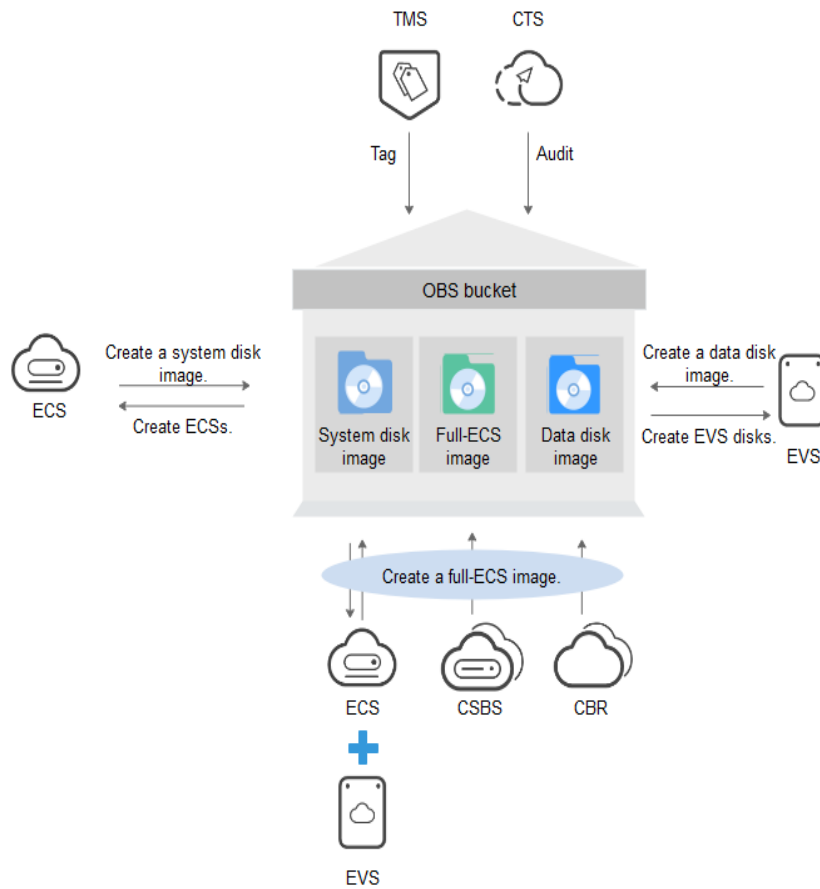 TMS
CTS
Tag
Audit
OBS bucket
Create a system disk
image.
ECS
Create ECSs.
System disk
image
Full-ECS
image
Data disk
image
Create a data disk
image.
Create EVS disks.
EVS
Create a full-ECS image.
ECS
CSBS
CBR
EVS